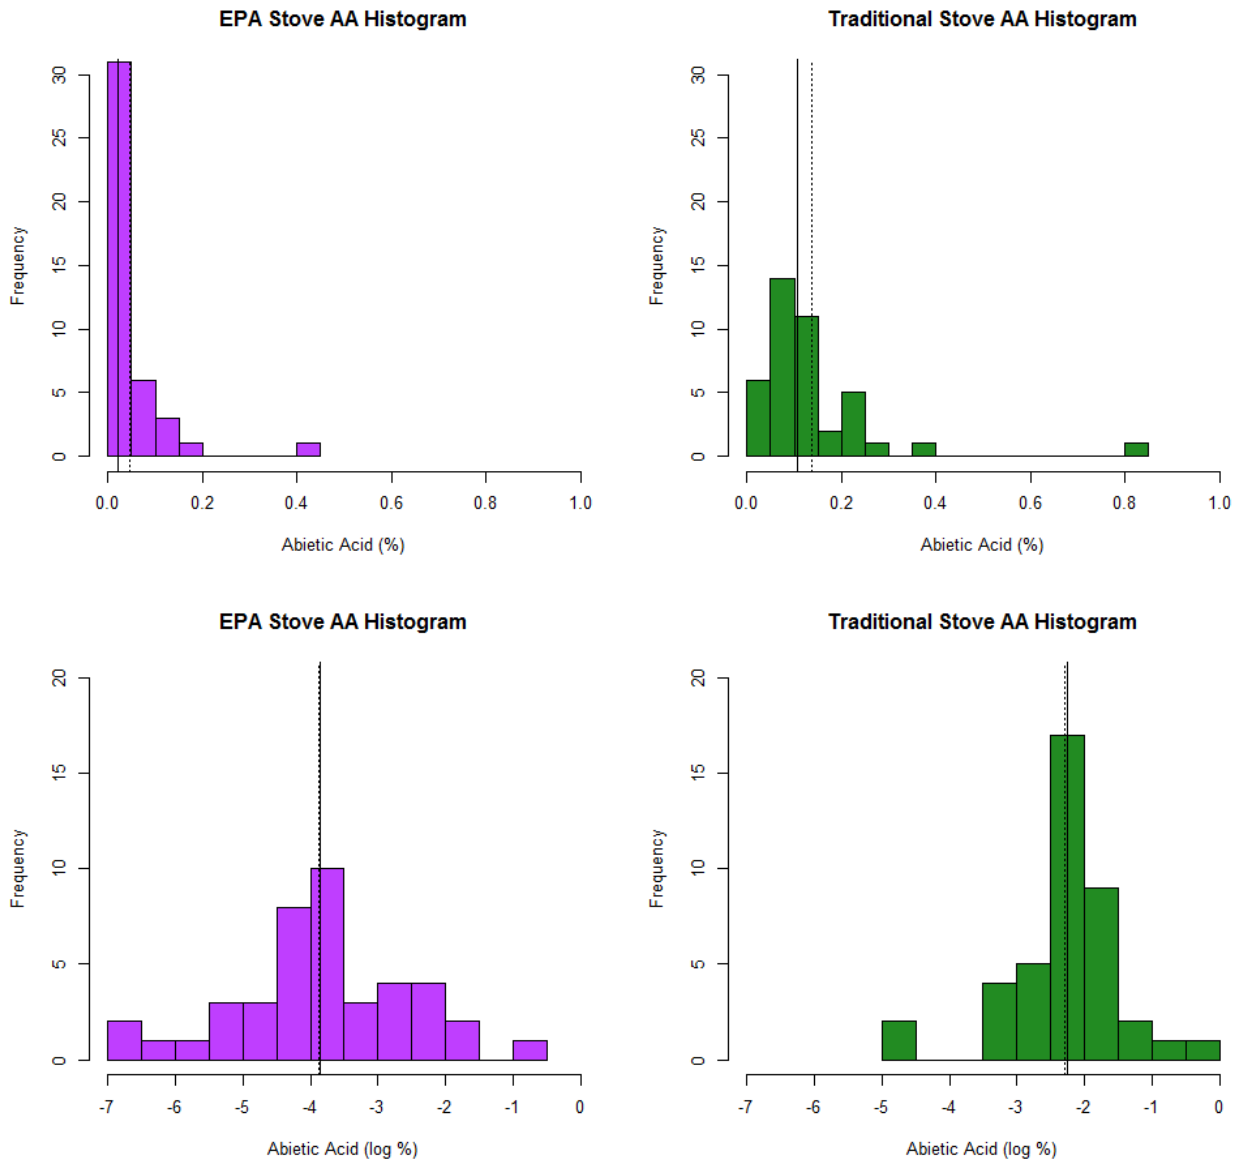 EPA Stove AA Histogram
Frequency
0 5 10 15 20 25 30
0.0 0.2 0.4 0.6 0.8 1.0
Abietic Acid (%)
Traditional Stove AA Histogram
Frequency
0 5 10 15 20 25 30
0.0 0.2 0.4 0.6 0.8 1.0
Abietic Acid (%)
EPA Stove AA Histogram
Frequency
0 5 10 15 20
-7 -6 -5 -4 -3 -2 -1 0
Abietic Acid (log %)
Traditional Stove AA Histogram
Frequency
0 5 10 15 20
-7 -6 -5 -4 -3 -2 -1 0
Abietic Acid (log %)